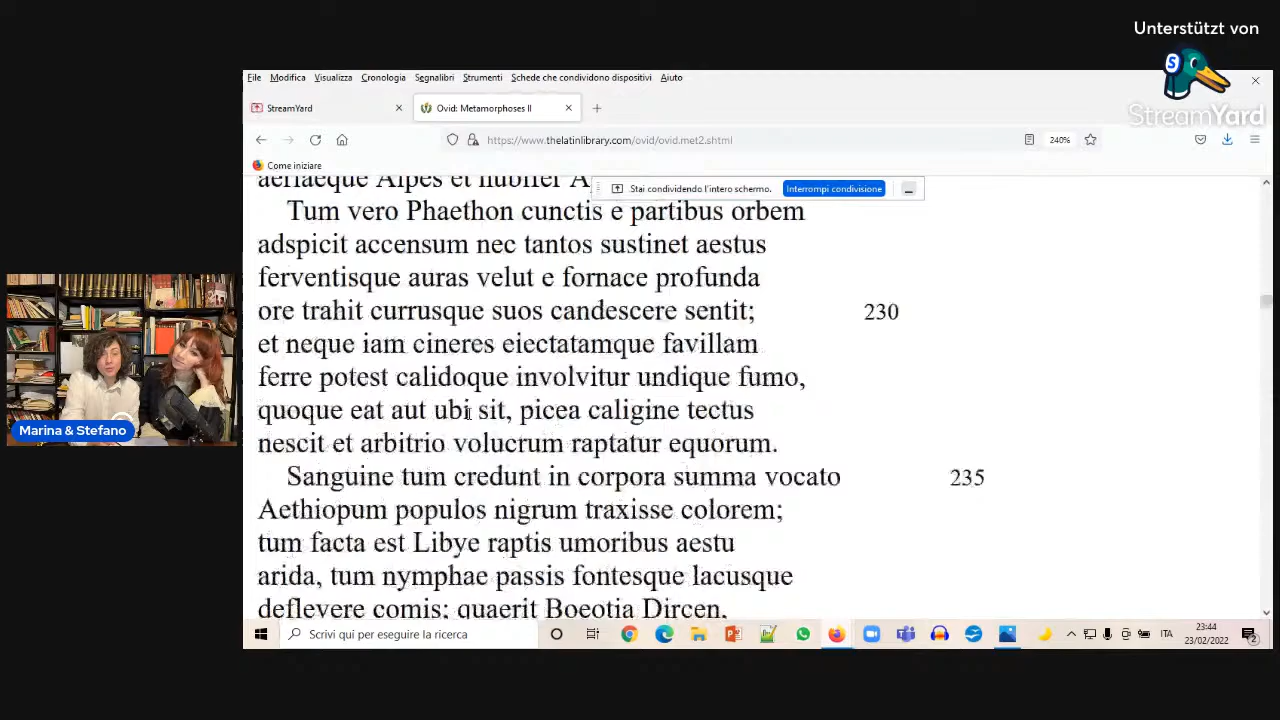 Unterstützt von
StreamYard
File Modifica Visualizza Cronologia Segnalibri Strumenti Schede che condividono dispositivi Aiuto
StreamYard
Ovid: Metamorphoses II
https://www.thelatinlibrary.com/ovid/ovid.met2.shtml
240%
Come iniziare
aeriaeque Alpes et nubifer A
Stai condividendo l'intero schermo.
Interrompi condivisione
Tum vero Phaethon cunctis e partibus orbem
adspicit accensum nec tantos sustinet aestus
ferventisque auras velut e fornace profunda
ore trahit currusque suos candescere sentit; 230
et neque iam cineres eiectatamque favillam
ferre potest calidoque involvitur undique fumo,
quoque eat aut ubi sit, picea caligine tectus
nescit et arbitrio volucrum raptatur equorum.
Sanguine tum credunt in corpora summa vocato 235
Aethiopum populos nigrum traxisse colorem;
tum facta est Libye raptis umoribus aestu
arida, tum nymphae passis fontesque lacusque
deflevere comis; quaerit Boeotia Dircen,
Marina & Stefano
Scrivi qui per eseguire la ricerca
ITA
23:44
23/02/2022
2